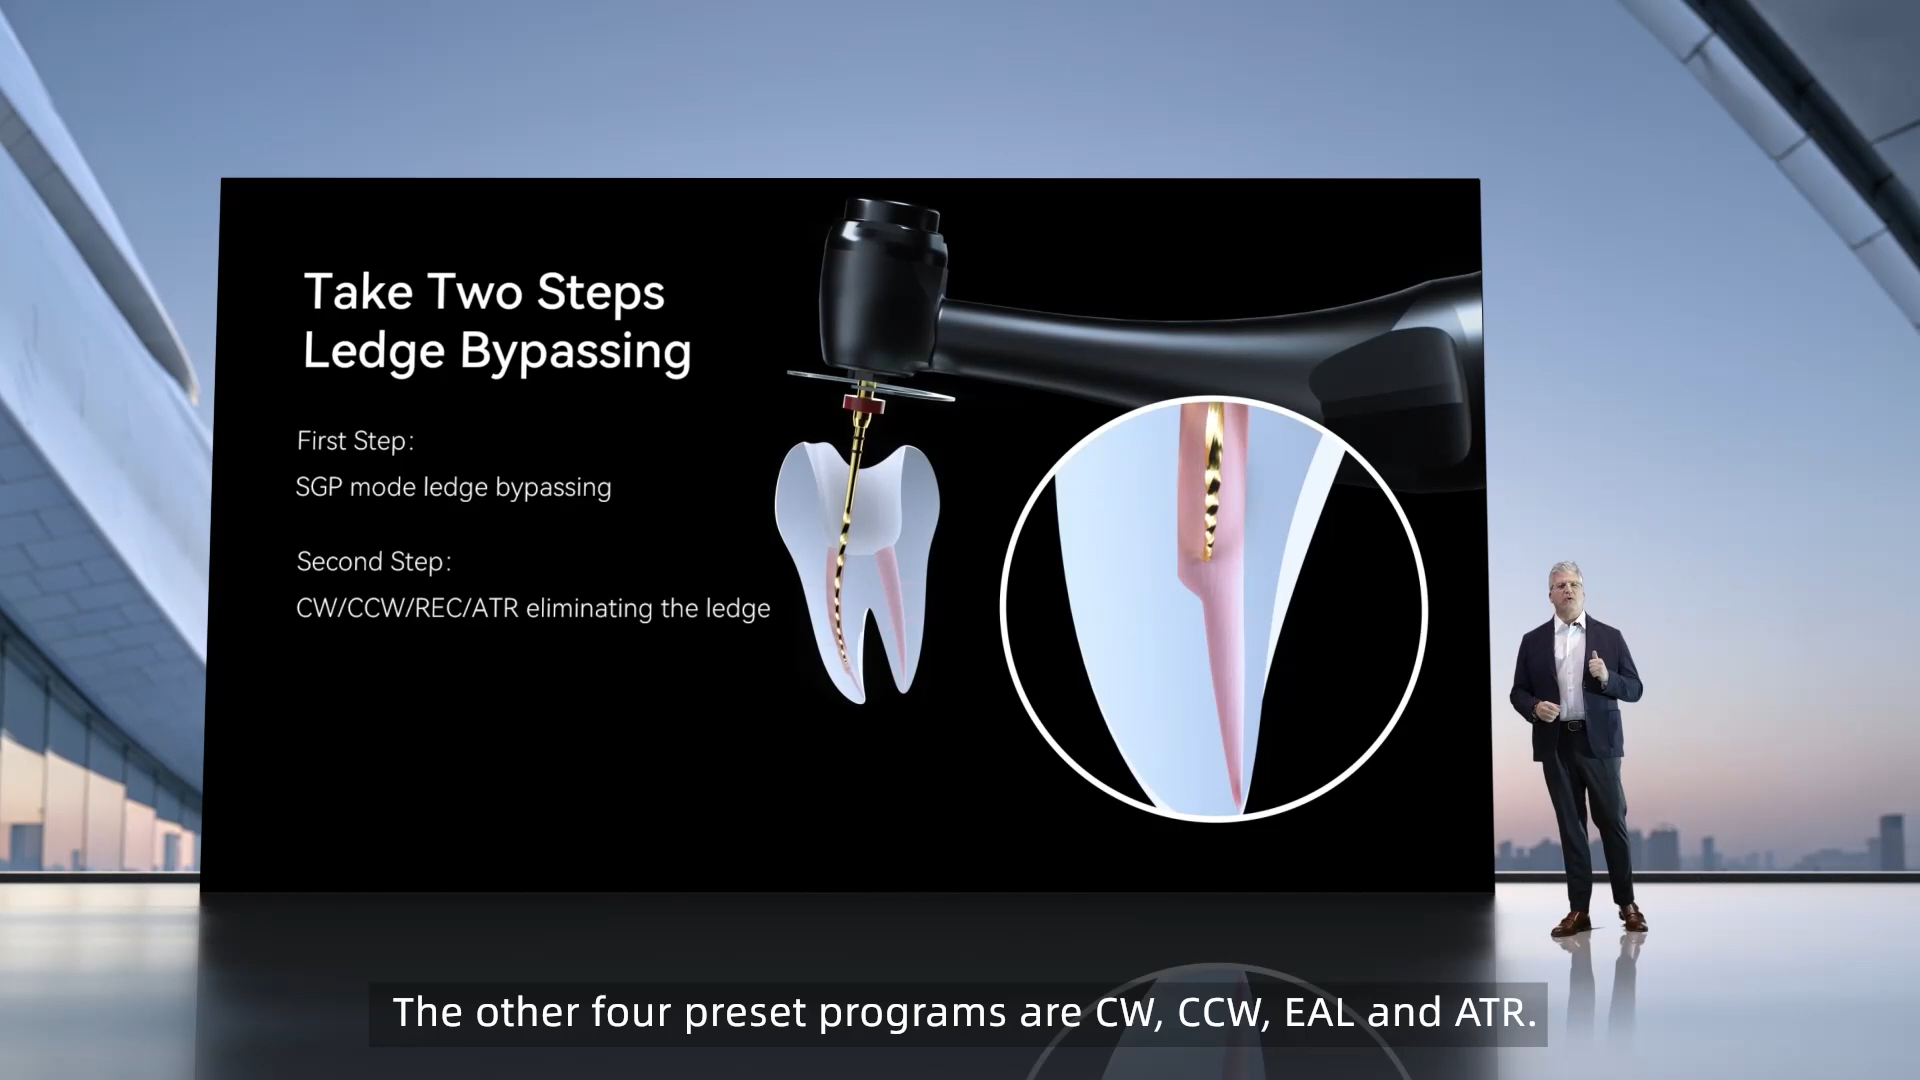 Take Two Steps
Ledge Bypassing
First Step:
SGP mode ledge bypassing
Second Step:
CW/CCW/REC/ATR eliminating the ledge
The other four preset programs are CW, CCW, EAL and ATR.